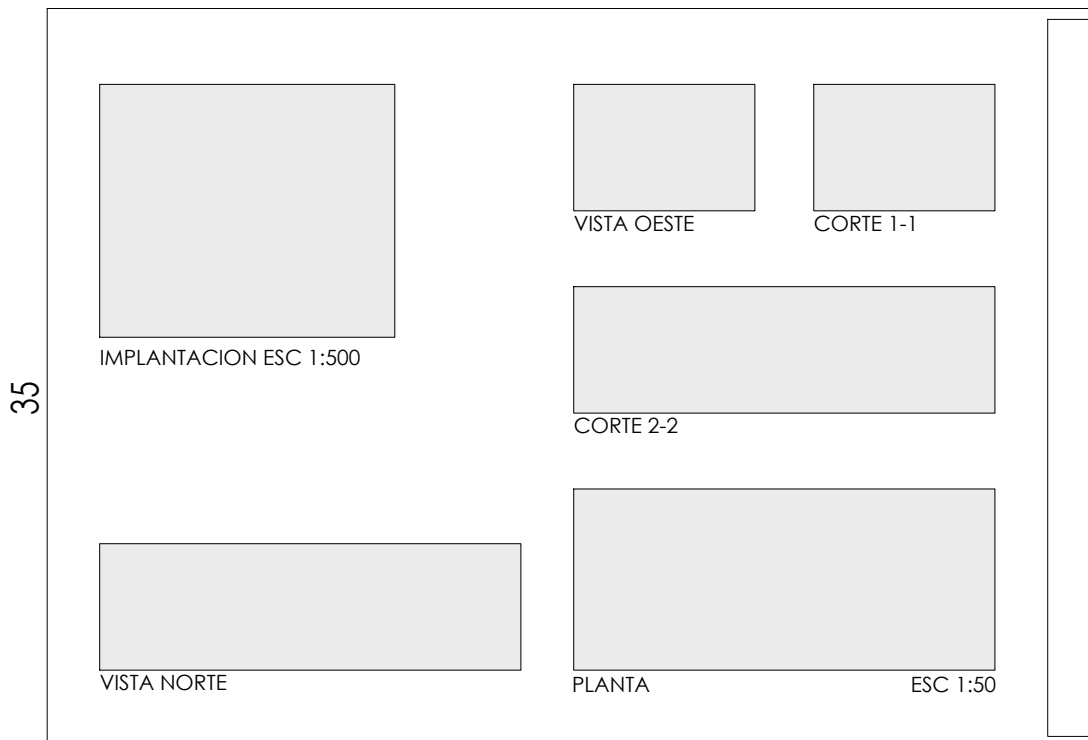 VISTA OESTE
CORTE 1-1
IMPLANTACION ESC 1:500
35
CORTE 2-2
VISTA NORTE
PLANTA
ESC 1:50